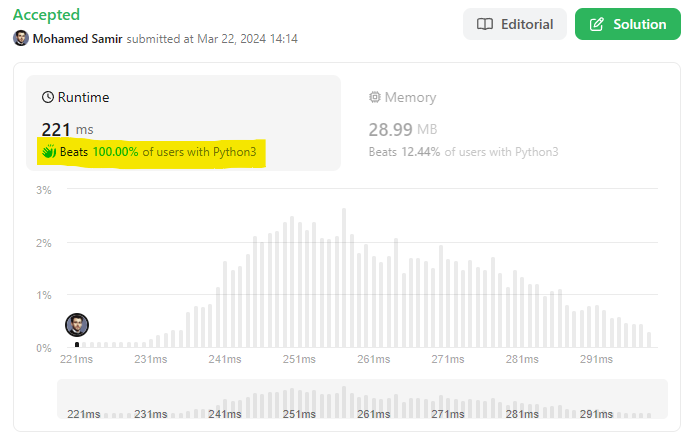 Accepted
Mohamed Samir submitted at Mar 22, 2024 14:14
Editorial
Solution
Runtime
221 ms
Beats 100.00% of users with Python3
Memory
28.99 MB
Beats 12.44% of users with Python3
3%
2%
1%
0%
221ms 231ms 241ms 251ms 261ms 271ms 281ms 291ms
221ms 231ms 241ms 251ms 261ms 271ms 281ms 291ms